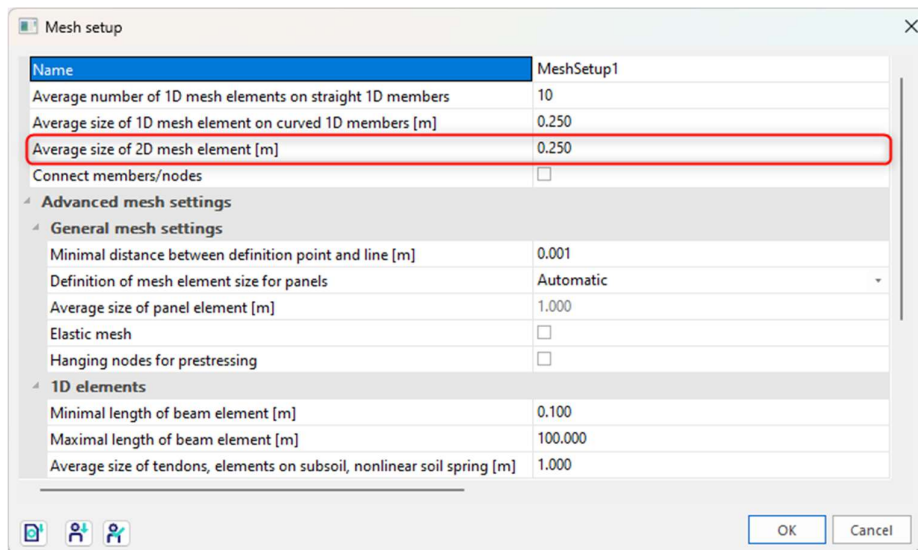 Mesh setup
Name MeshSetup1
Average number of 1D mesh elements on straight 1D members 10
Average size of 1D mesh element on curved 1D members [m] 0.250
Average size of 2D mesh element [m] 0.250
Connect members/nodes
Advanced mesh settings
General mesh settings
Minimal distance between definition point and line [m] 0.001
Definition of mesh element size for panels Automatic
Average size of panel element [m] 1.000
Elastic mesh
Hanging nodes for prestressing
1D elements
Minimal length of beam element [m] 0.100
Maximal length of beam element [m] 100.000
Average size of tendons, elements on subsoil, nonlinear soil spring [m] 1.000
OK Cancel